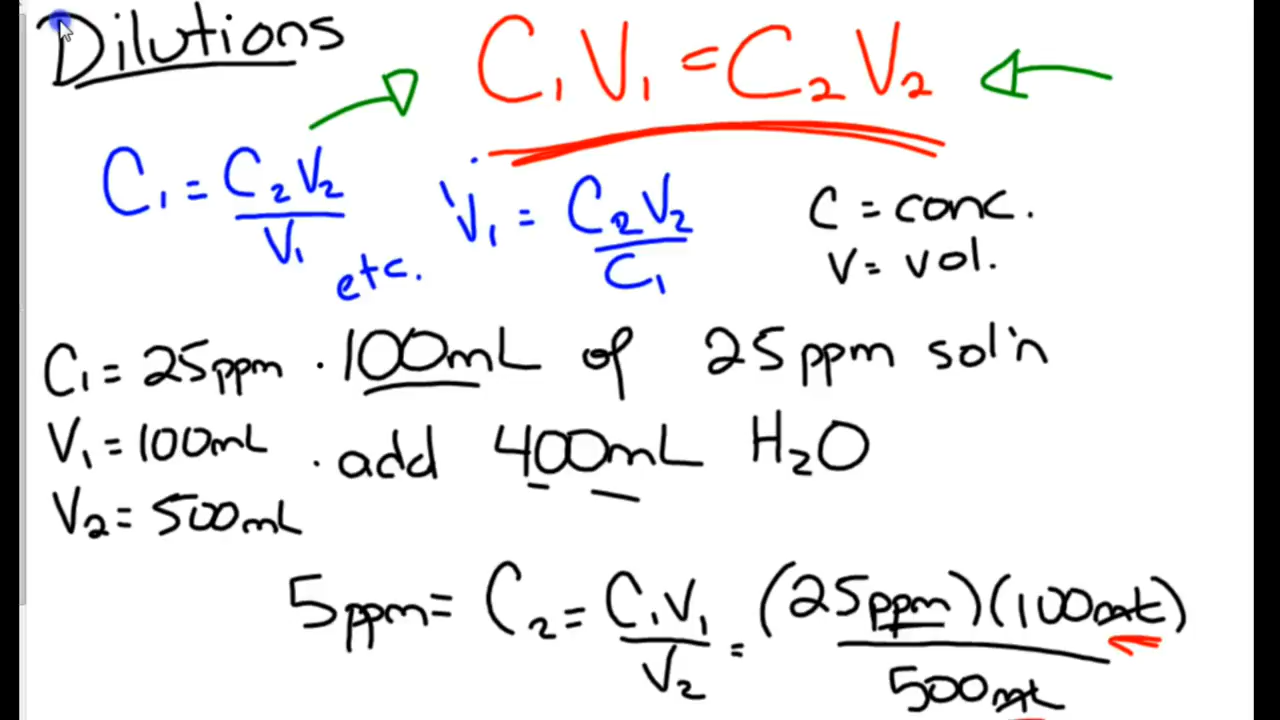 Dilutions
C₁V₁ = C₂V₂
C₁ = C₂V₂/V₁
etc.
V₁ = C₂V₂/C₁
C = conc.
V = vol.
C₁ = 25ppm
V₁ = 100mL
V₂ = 500mL
· 100mL of 25ppm sol'n
· add 400mL H₂O
5ppm = C₂ = C₁V₁/V₂ = (25ppm)(100mL)/500mL